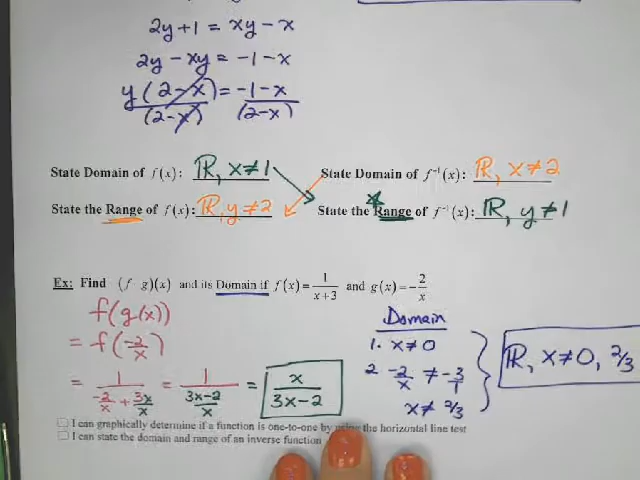 2y+1 = xy − x
2y − xy = −1 − x
y(2−x) = −1−x
(2−x) (2−x)
State Domain of f(x): ℝ, x≠1 State Domain of f⁻¹(x): ℝ, x≠2
State the Range of f(x): ℝ, y≠2 * State the Range of f⁻¹(x): ℝ, y≠1
Ex: Find (f g)(x) and its Domain if f(x)= 1/(x+3) and g(x)=−2/x
f(g(x)) Domain
= f(−2/x) 1. x≠0
2 −2/x ≠ −3/1
ℝ, x≠0, 2/3
= 1/(−2/x + 3x/x) = 1/((3x−2)/x) = x/(3x−2)
x≠ 2/3
I can graphically determine if a function is one-to-one by using the horizontal line test
I can state the domain and range of an inverse function